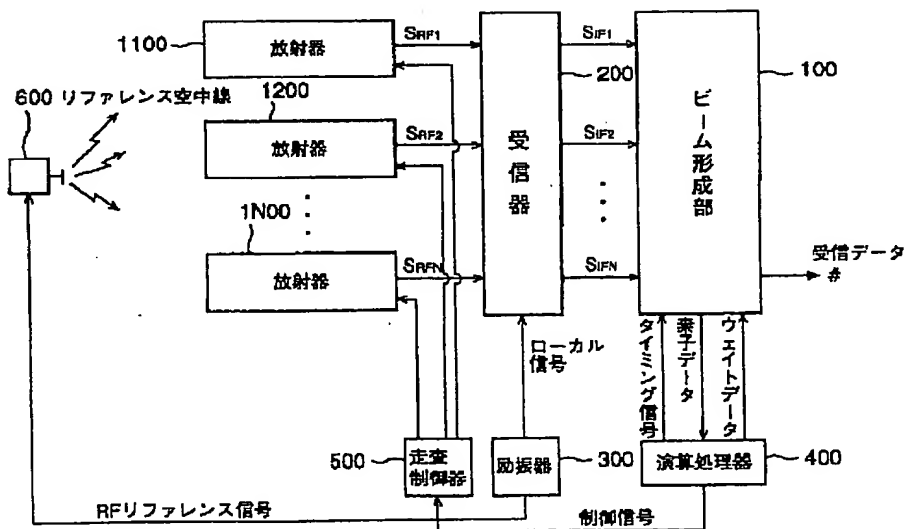 1100
放射器
SRF1
SIF1
200
100
600 リファレンス空中線
1200
放射器
SRF2
受信器
SIF2
ビーム形成部
1N00
放射器
SRFN
SIFN
受信データ
#
ローカル
信号
タイミング信号
素子データ
ウェイトデータ
500
走査
制御器
励振器
300
演算処理器
400
RFリファレンス信号
制御信号